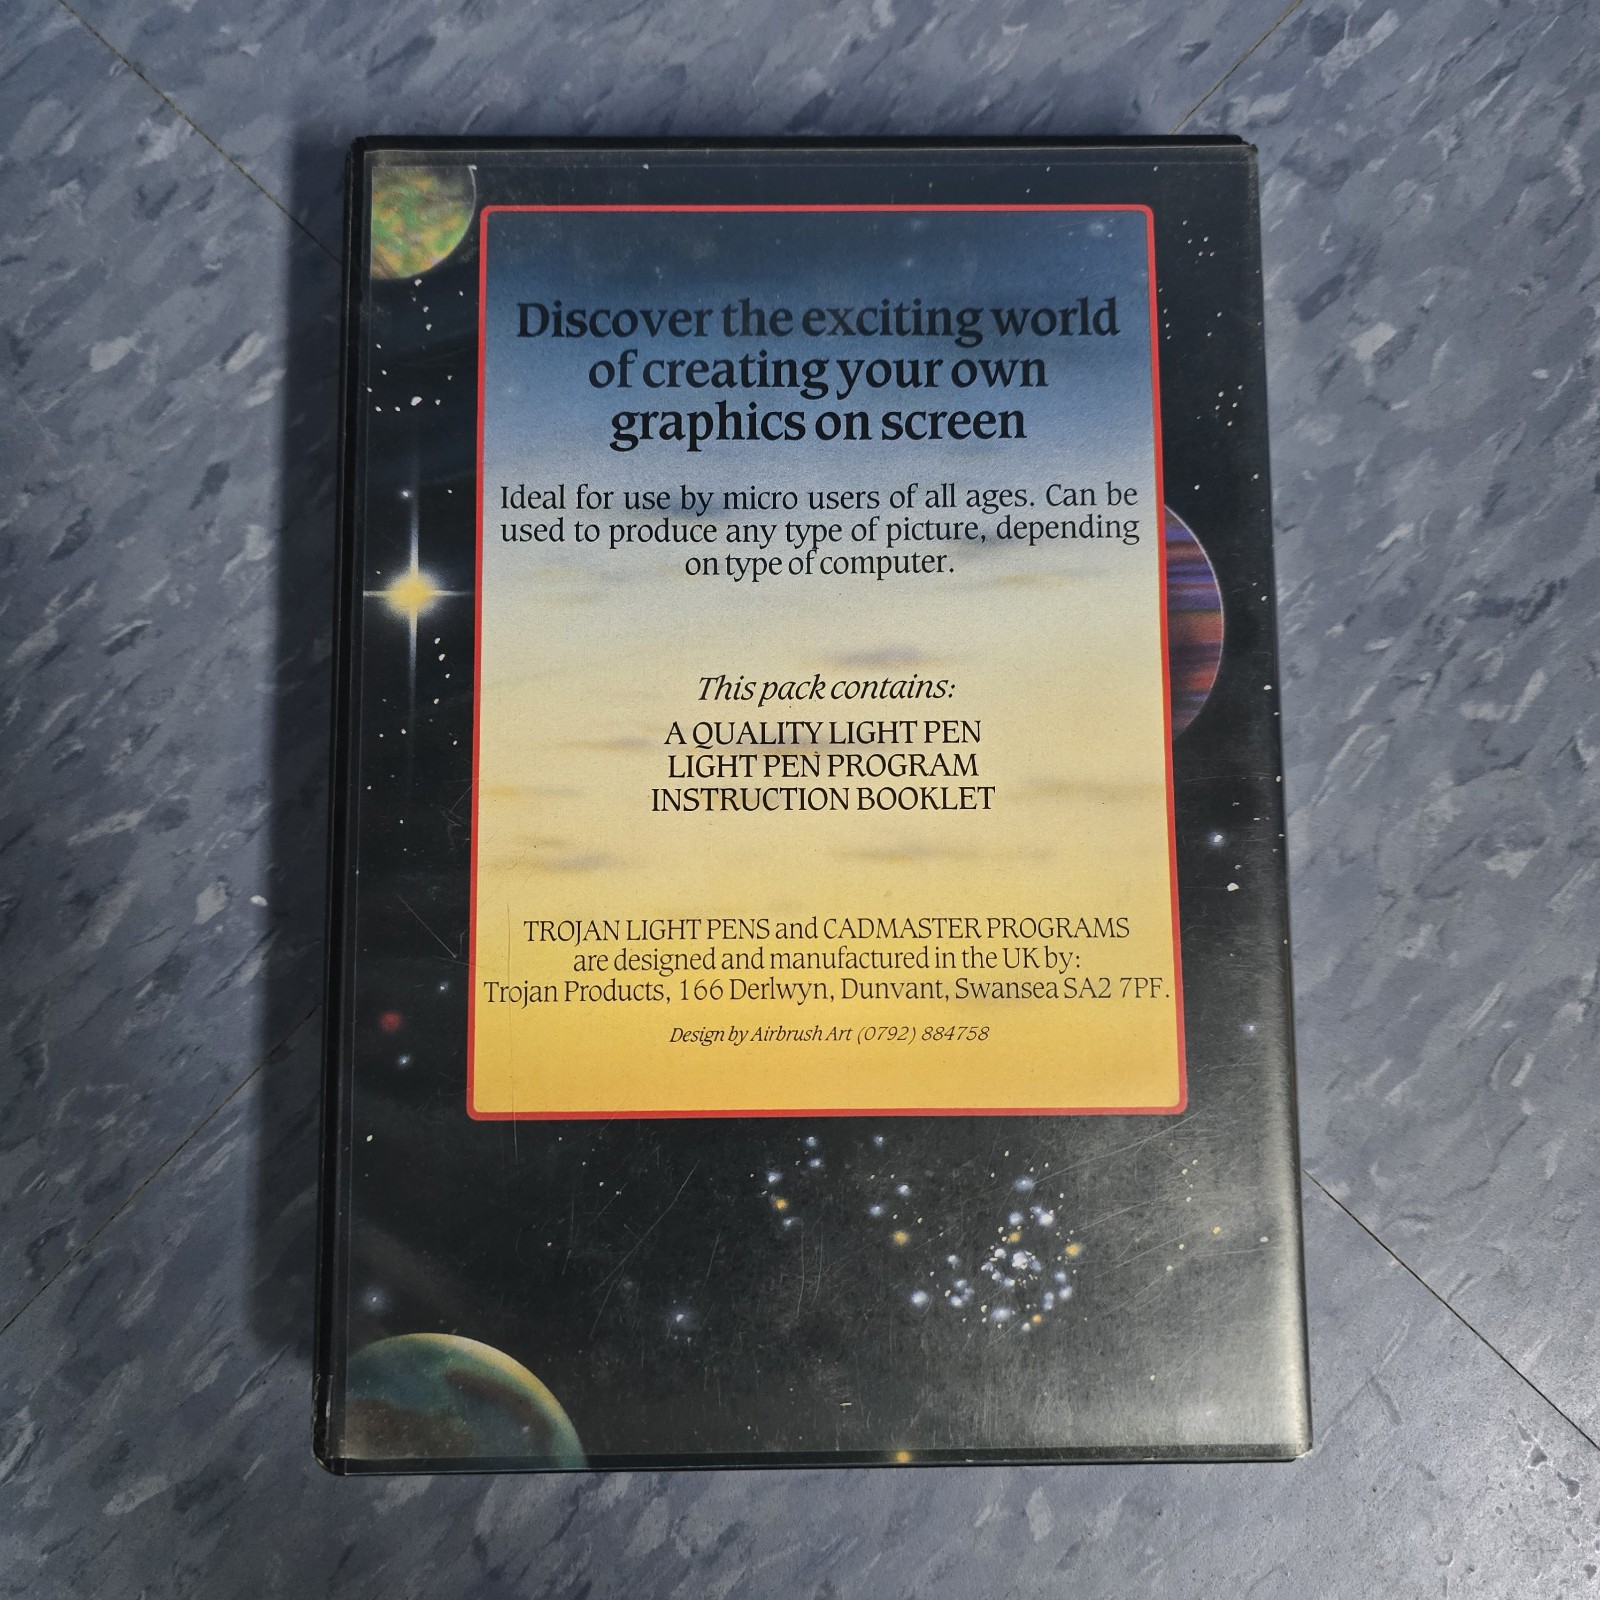 Discover the exciting world
of creating your own
graphics on screen
Ideal for use by micro users of all ages. Can be
used to produce any type of picture, depending
on type of computer.
This pack contains:
A QUALITY LIGHT PEN
LIGHT PEN PROGRAM
INSTRUCTION BOOKLET
TROJAN LIGHT PENS and CADMASTER PROGRAMS
are designed and manufactured in the UK by:
Trojan Products, 166 Derlwyn, Dunvant, Swansea SA2 7PF.
Design by Airbrush Art (0792) 884758